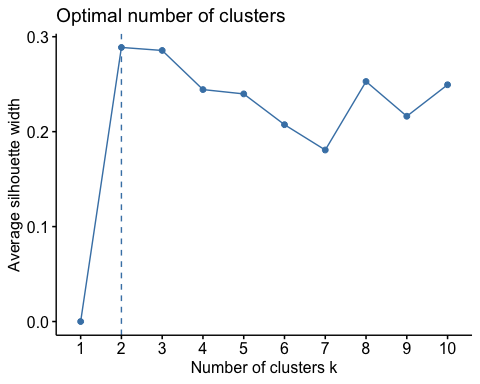 Optimal number of clusters
Average silhouette width
0.3
0.2
0.1
0.0
1 2 3 4 5 6 7 8 9 10
Number of clusters k